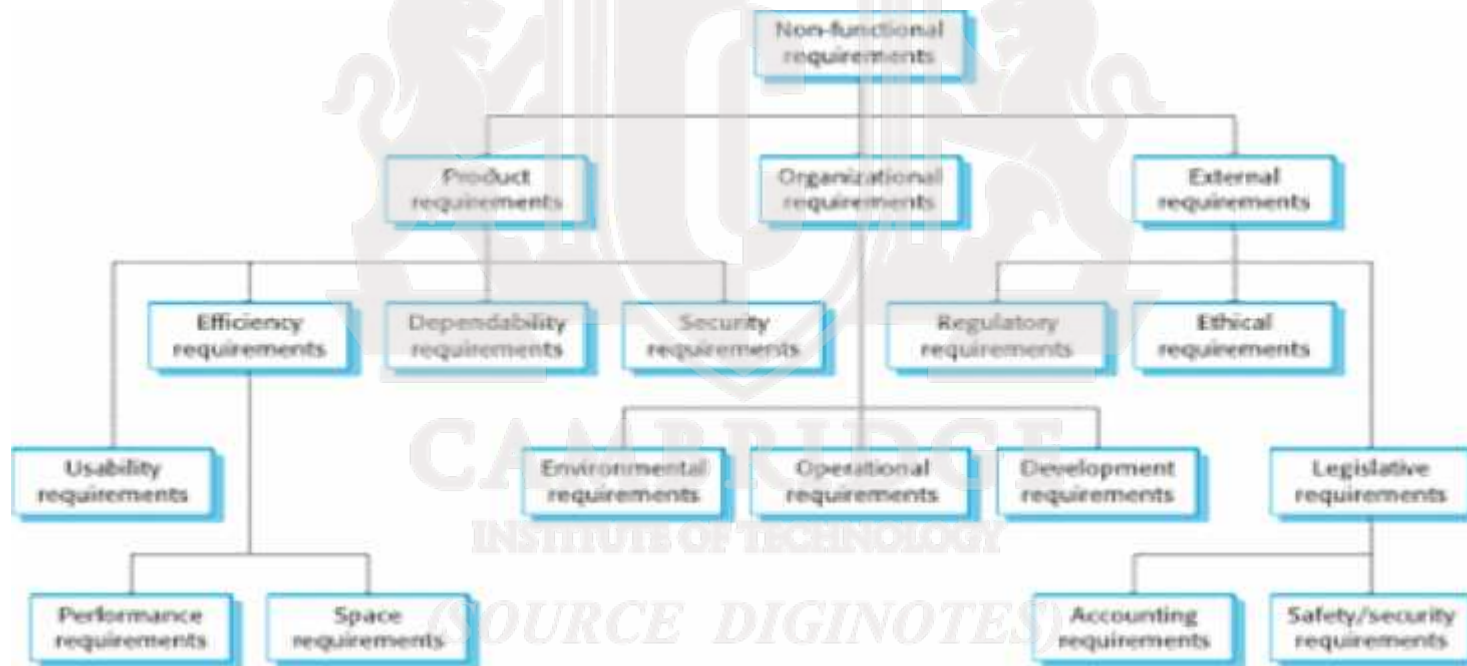 Non-functional
requirements
Product
requirements
Organizational
requirements
External
requirements
Efficiency
requirements
Dependability
requirements
Security
requirements
Regulatory
requirements
Ethical
requirements
Usability
requirements
Environmental
requirements
Operational
requirements
Development
requirements
Legislative
requirements
Performance
requirements
Space
requirements
Accounting
requirements
Safety/security
requirements
CAMBRIDGE
INSTITUTE OF TECHNOLOGY
(SOURCE DIGINOTES)